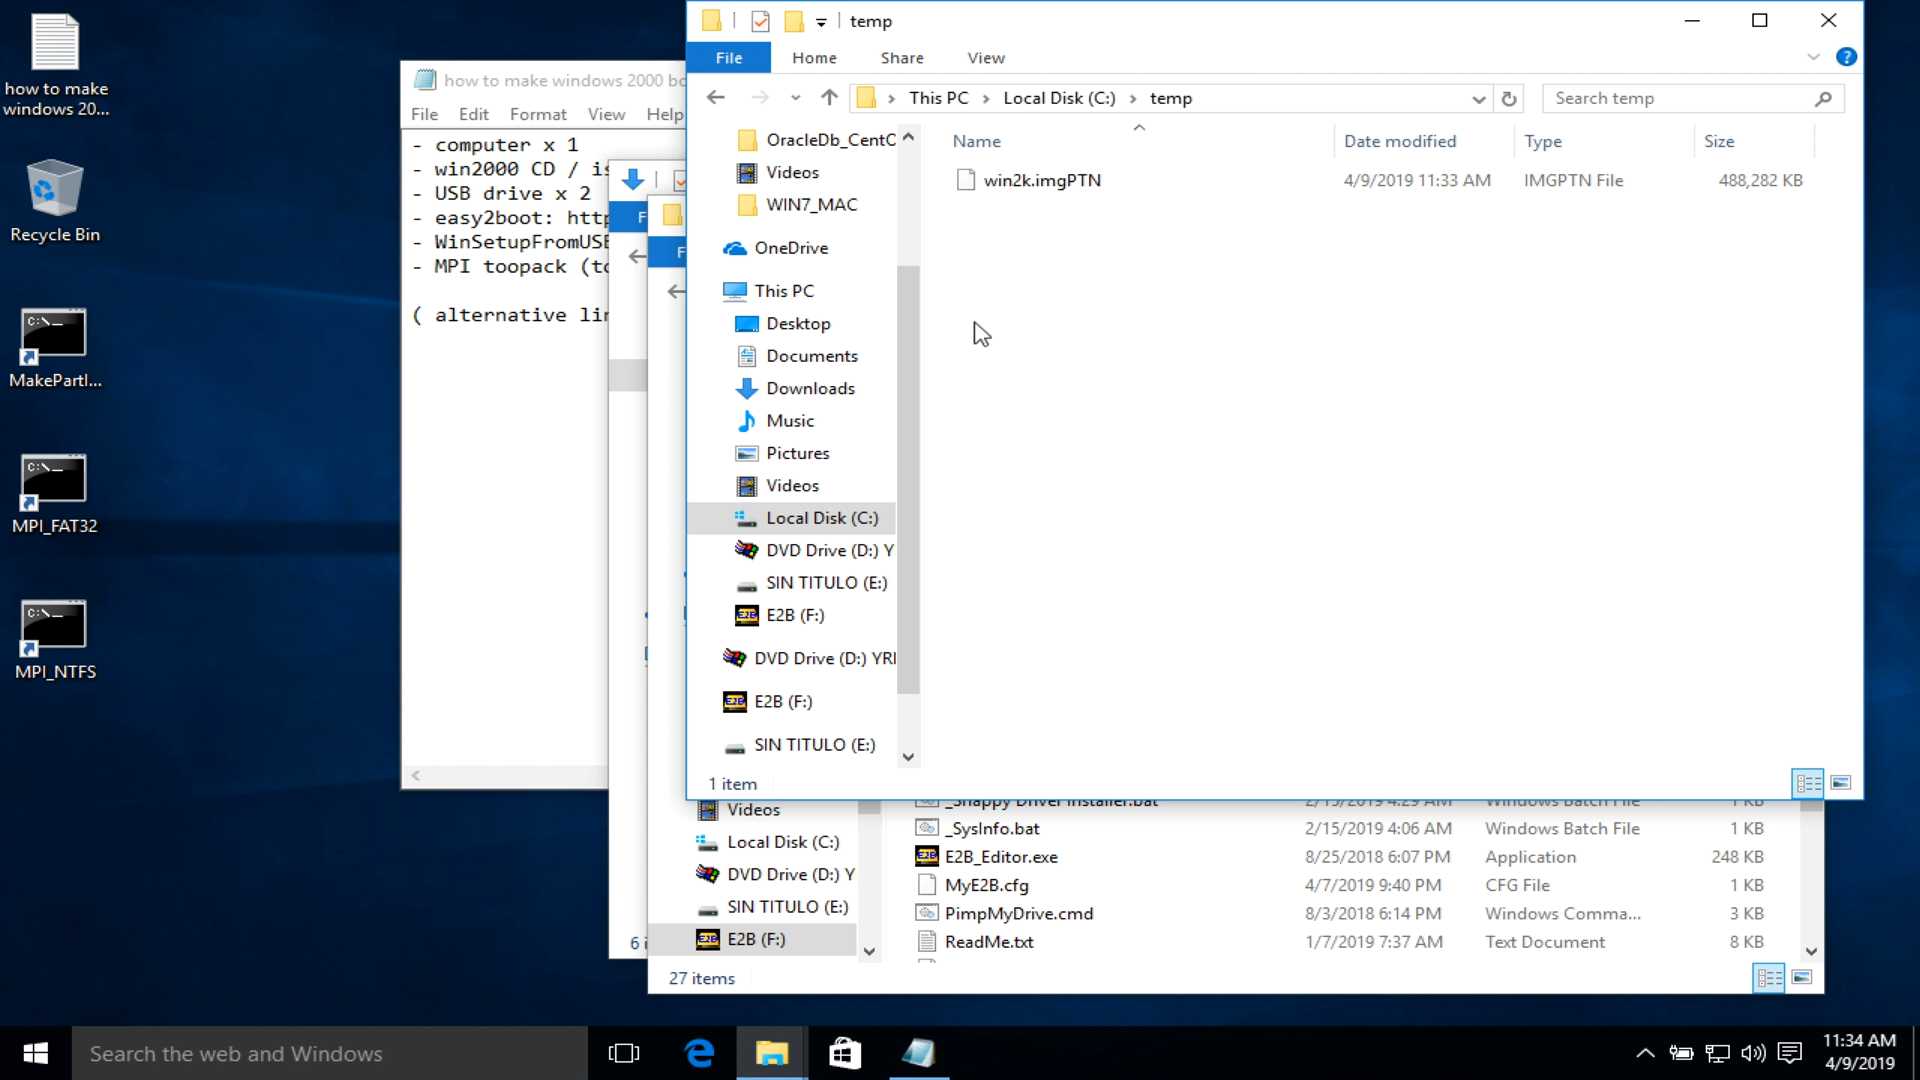 how to make
windows 20...
Recycle Bin
MakePartI...
MPI_FAT32
MPI_NTFS
how to make windows 2000 bo
File Edit Format View Help
- computer x 1
- win2000 CD / is
- USB drive x 2
- easy2boot: http
- WinSetupFromUSB
- MPI toopack (to
( alternative lin
temp
File Home Share View
This PC Local Disk (C:) temp
Search temp
OracleDb_CentC
Videos
WIN7_MAC
OneDrive
This PC
Desktop
Documents
Downloads
Music
Pictures
Videos
Local Disk (C:)
DVD Drive (D:) Y
SIN TITULO (E:)
E2B (F:)
DVD Drive (D:) YRI
E2B (F:)
SIN TITULO (E:)
Name Date modified Type Size
win2k.imgPTN 4/9/2019 11:33 AM IMGPTN File 488,282 KB
1 item
Videos
Local Disk (C:)
DVD Drive (D:) Y
SIN TITULO (E:)
E2B (F:)
_Snappy Driver Installer.bat 2/15/2019 4:29 AM Windows Batch File 1 KB
_SysInfo.bat 2/15/2019 4:06 AM Windows Batch File 1 KB
E2B_Editor.exe 8/25/2018 6:07 PM Application 248 KB
MyE2B.cfg 4/7/2019 9:40 PM CFG File 1 KB
PimpMyDrive.cmd 8/3/2018 6:14 PM Windows Comma... 3 KB
ReadMe.txt 1/7/2019 7:37 AM Text Document 8 KB
6 i
27 items
Search the web and Windows
11:34 AM
4/9/2019